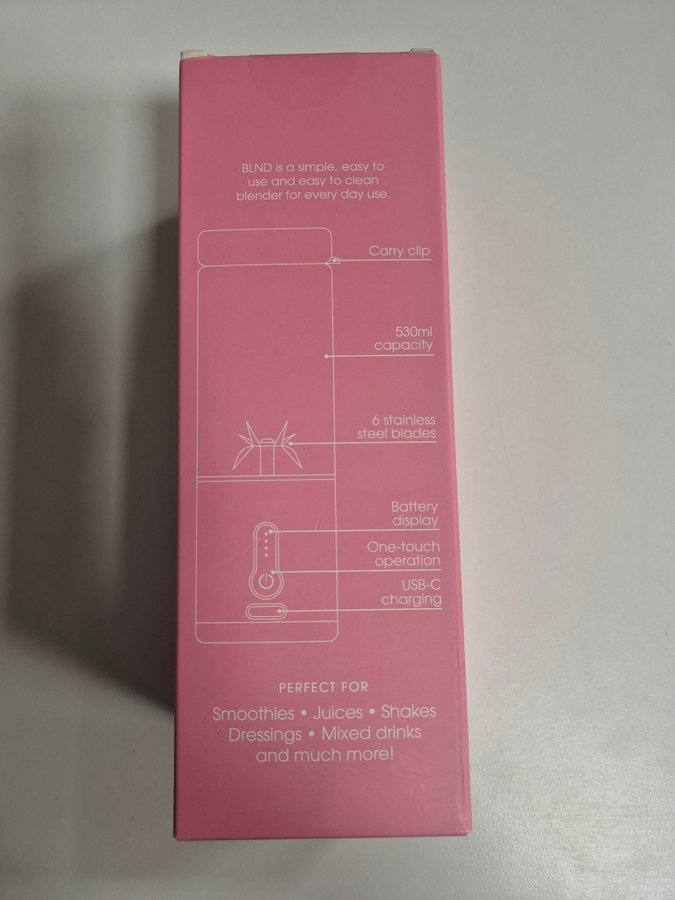 BLND is a simple, easy to
use and easy to clean
blender for every day use.
Carry clip
530ml
capacity
6 stainless
steel blades
Battery
display
One-touch
operation
USB-C
charging
PERFECT FOR
Smoothies • Juices • Shakes
Dressings • Mixed drinks
and much more!